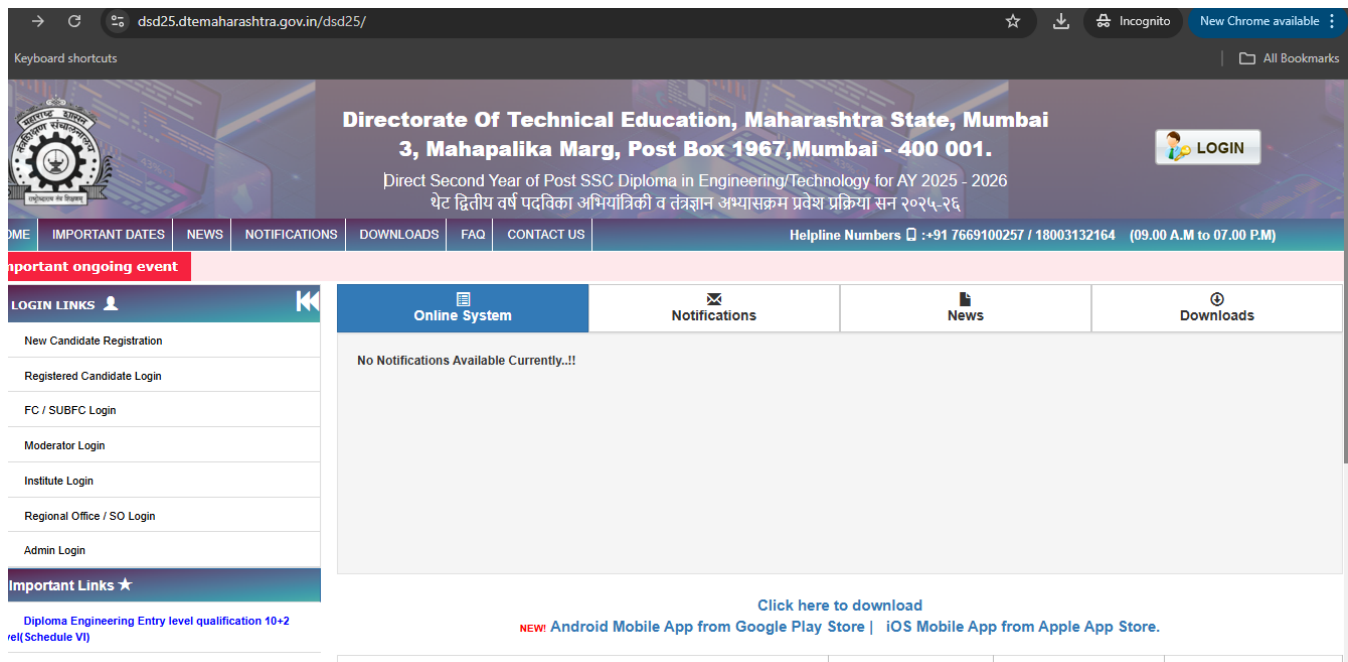 dsd25.dtemaharashtra.gov.in/dsd25/
Incognito
New Chrome available
Keyboard shortcuts
All Bookmarks
Directorate Of Technical Education, Maharashtra State, Mumbai
3, Mahapalika Marg, Post Box 1967,Mumbai - 400 001.
Direct Second Year of Post SSC Diploma in Engineering/Technology for AY 2025 - 2026
थेट द्वितीय वर्ष पदविका अभियांत्रिकी व तंत्रज्ञान अभ्यासक्रम प्रवेश प्रक्रिया सन २०२५-२६
LOGIN
OME IMPORTANT DATES NEWS NOTIFICATIONS DOWNLOADS FAQ CONTACT US Helpline Numbers :+91 7669100257 / 18003132164 (09.00 A.M to 07.00 P.M)
mportant ongoing event
LOGIN LINKS
New Candidate Registration
Registered Candidate Login
FC / SUBFC Login
Moderator Login
Institute Login
Regional Office / SO Login
Admin Login
Important Links
Diploma Engineering Entry level qualification 10+2
vel(Schedule VI)
Online System
Notifications
News
Downloads
No Notifications Available Currently..!!
Click here to download
NEW! Android Mobile App from Google Play Store | iOS Mobile App from Apple App Store.